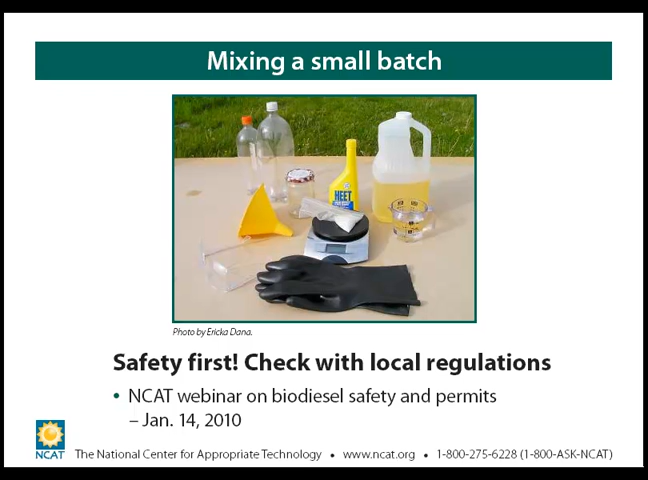 Mixing a small batch
HEET
Photo by Ericka Dana.
Safety first! Check with local regulations
• NCAT webinar on biodiesel safety and permits
– Jan. 14, 2010
NCAT
The National Center for Appropriate Technology • www.ncat.org • 1-800-275-6228 (1-800-ASK-NCAT)